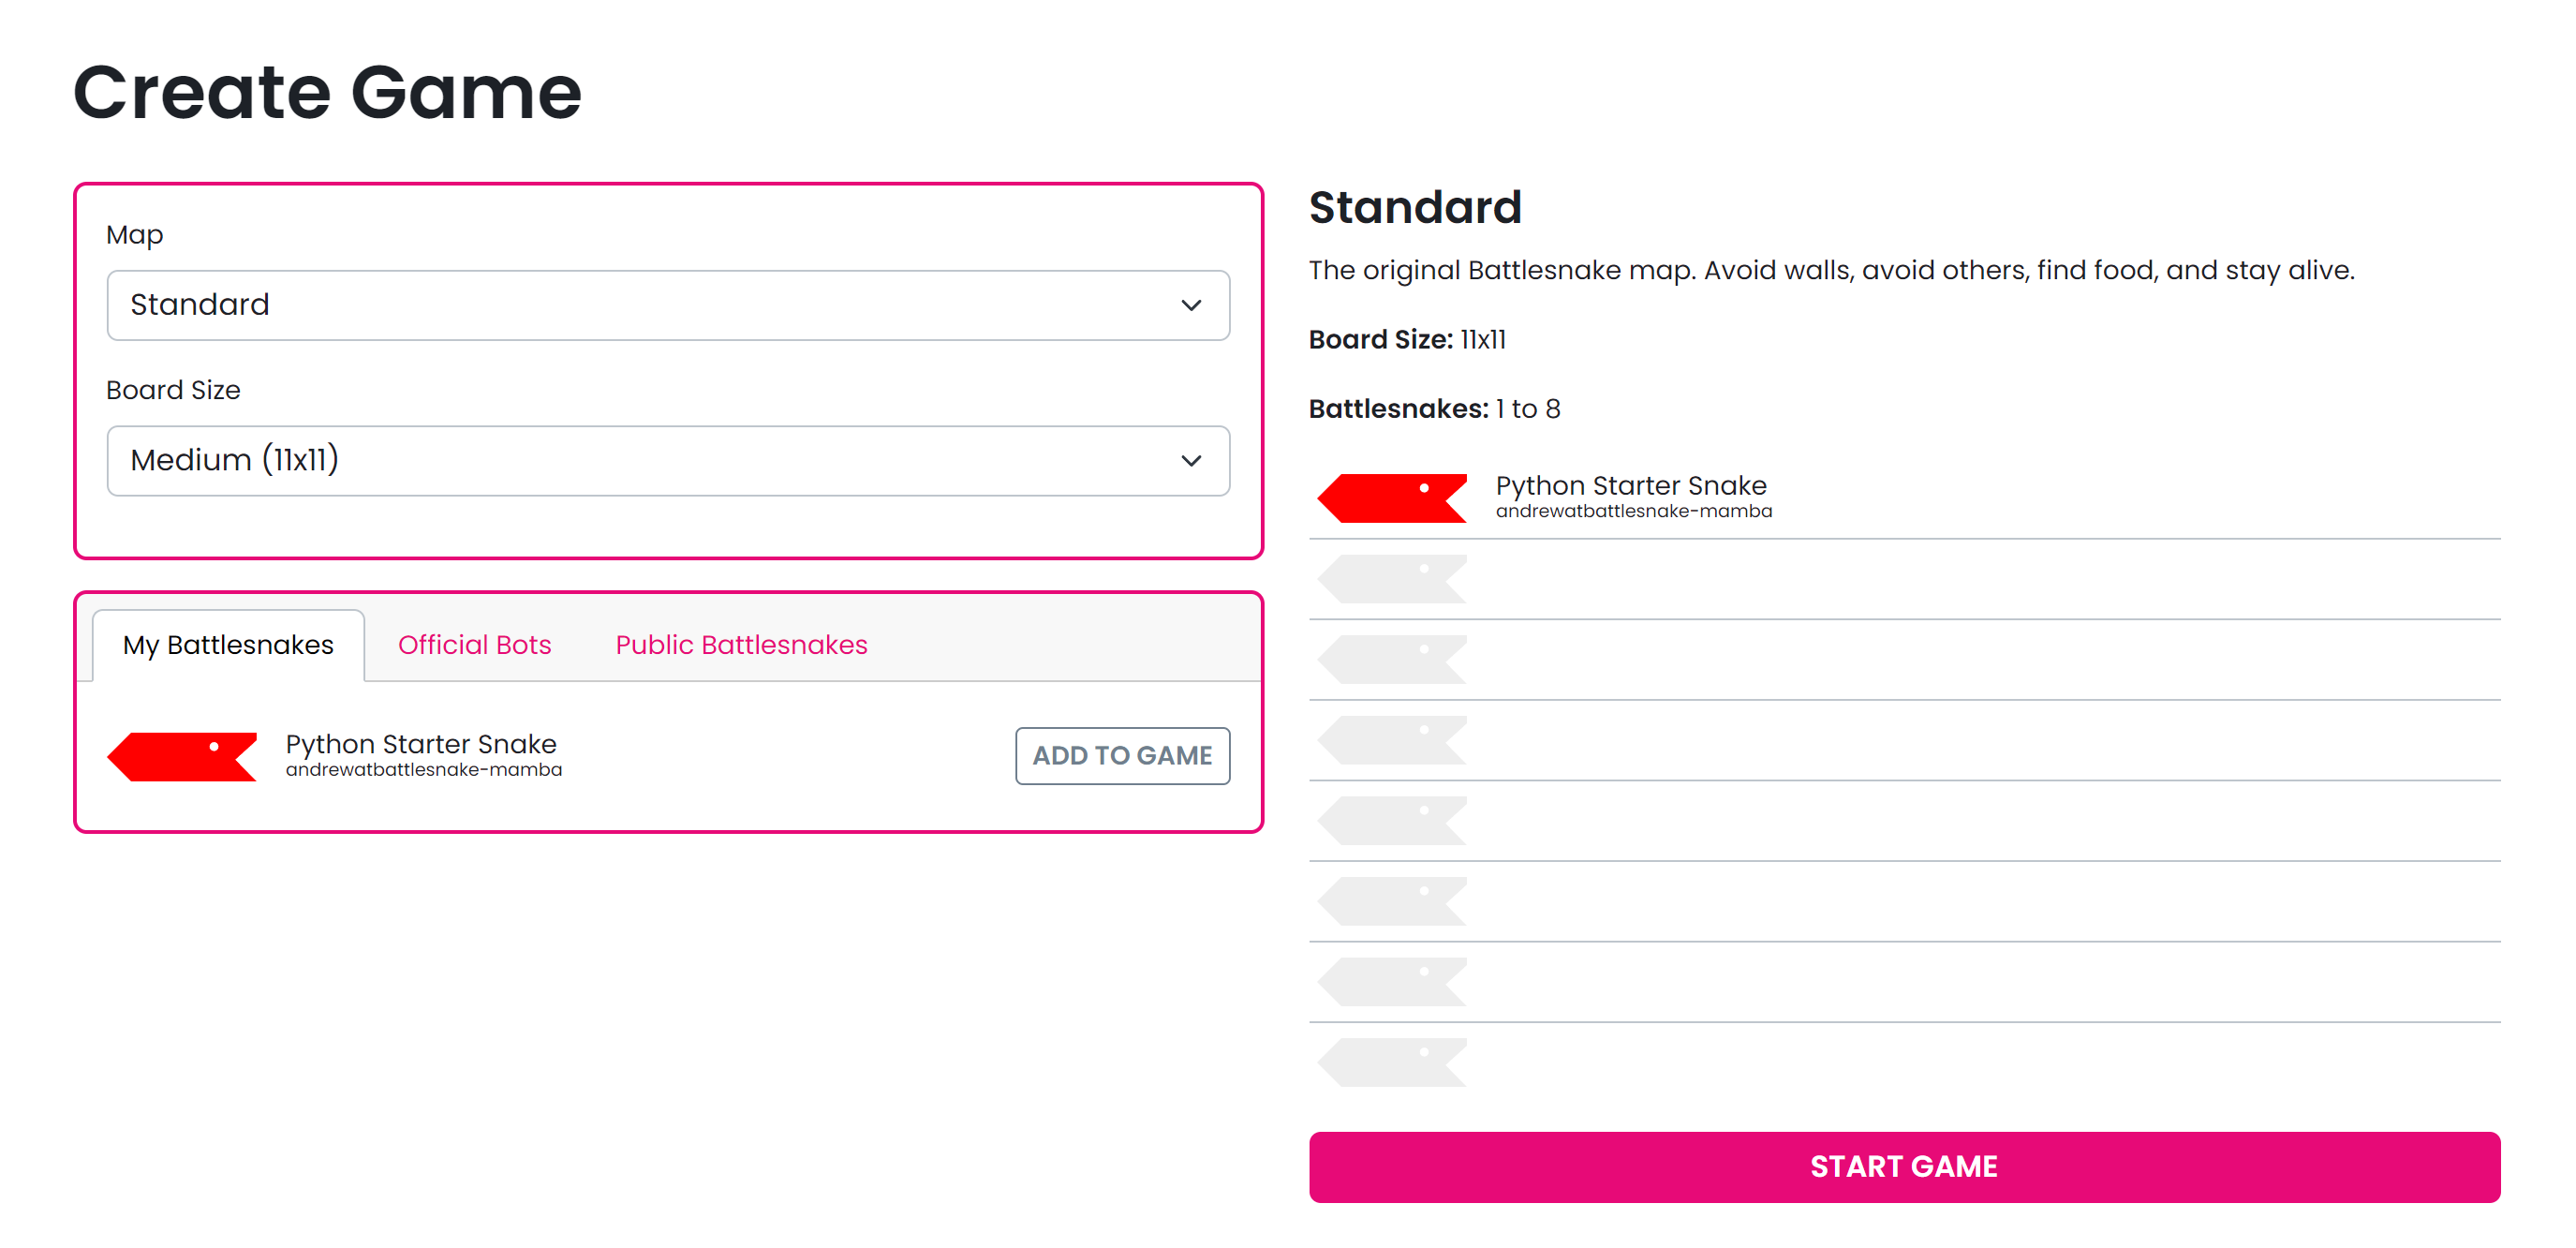 Create Game
Map
Standard
Board Size
Medium (11x11)
My Battlesnakes
Official Bots
Public Battlesnakes
Python Starter Snake
andrewatbattlesnake-mamba
ADD TO GAME
Standard
The original Battlesnake map. Avoid walls, avoid others, find food, and stay alive.
Board Size: 11x11
Battlesnakes: 1 to 8
Python Starter Snake
andrewatbattlesnake-mamba
START GAME